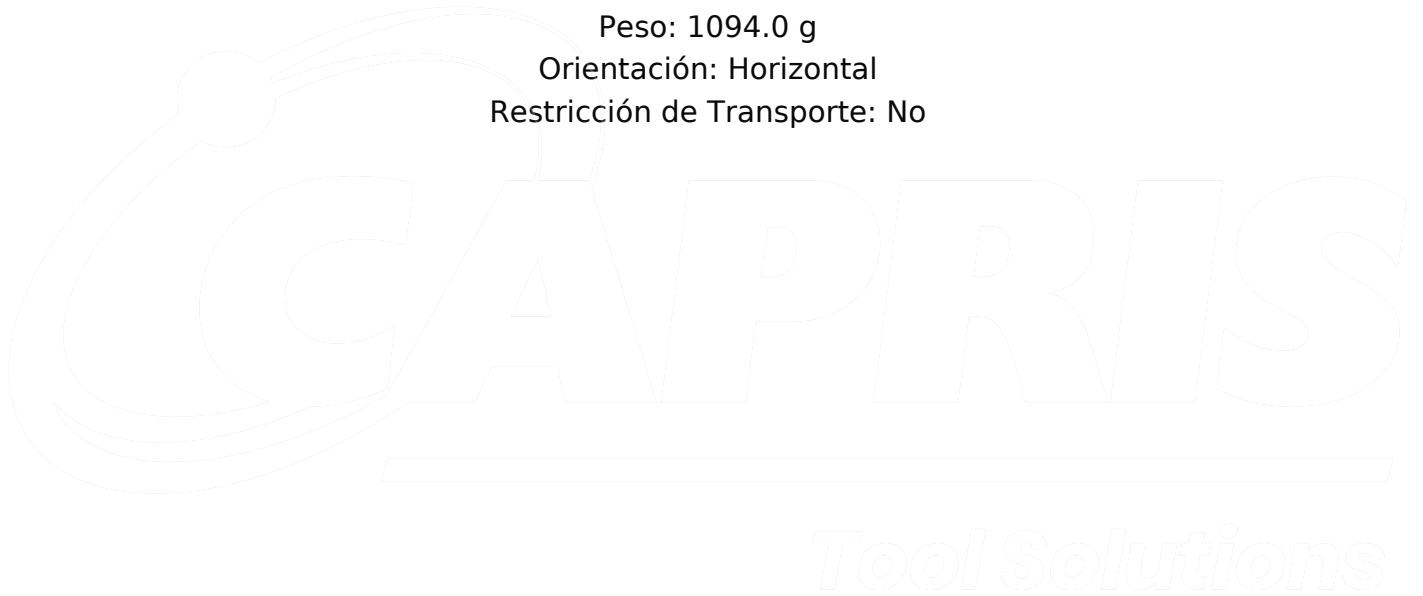 Peso: 1094.0 g
Orientación: Horizontal
Restricción de Transporte: No
CAPRIS
Tool Solutions